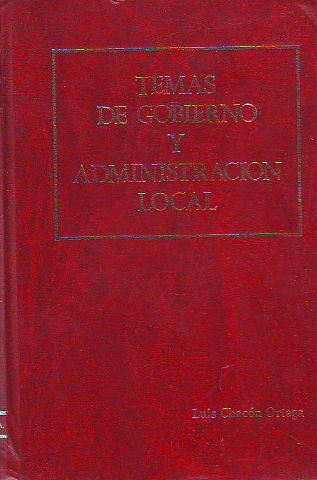 TEMAS
DE GOBIERNO
Y
ADMINISTRACION
LOCAL
Luis Chacón Ortega